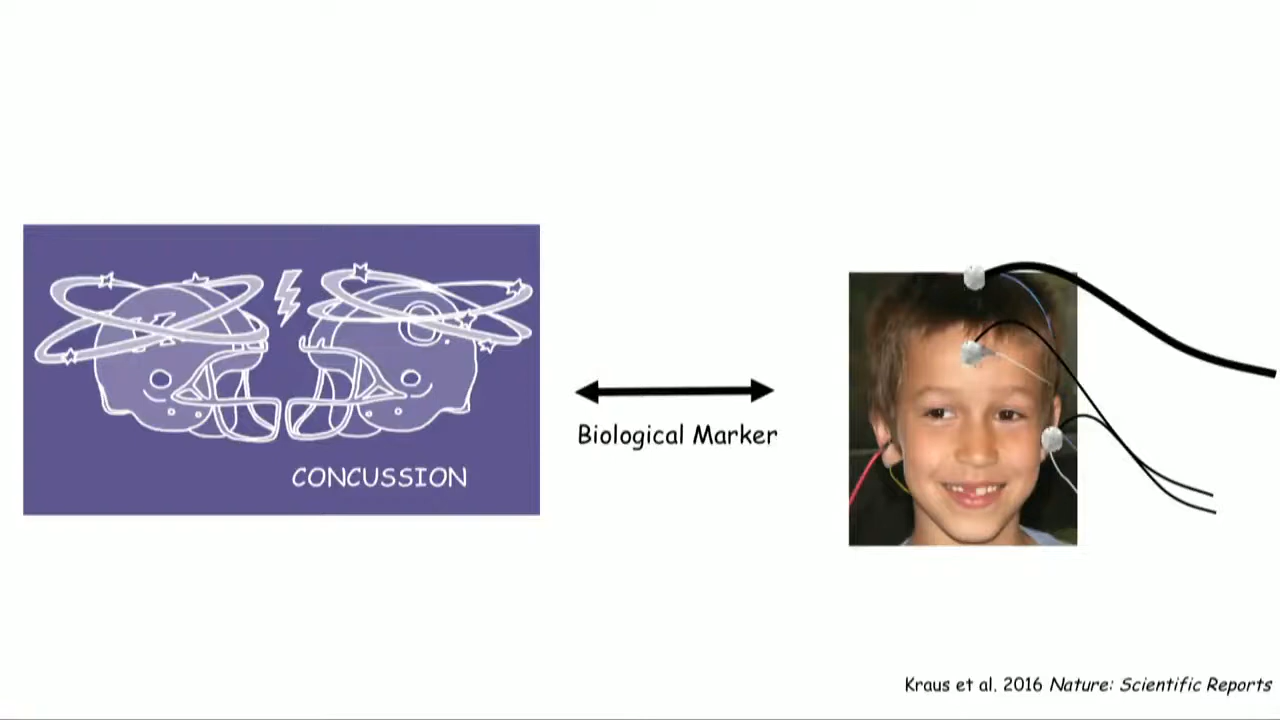 CONCUSSION
Biological Marker
Kraus et al. 2016 Nature: Scientific Reports